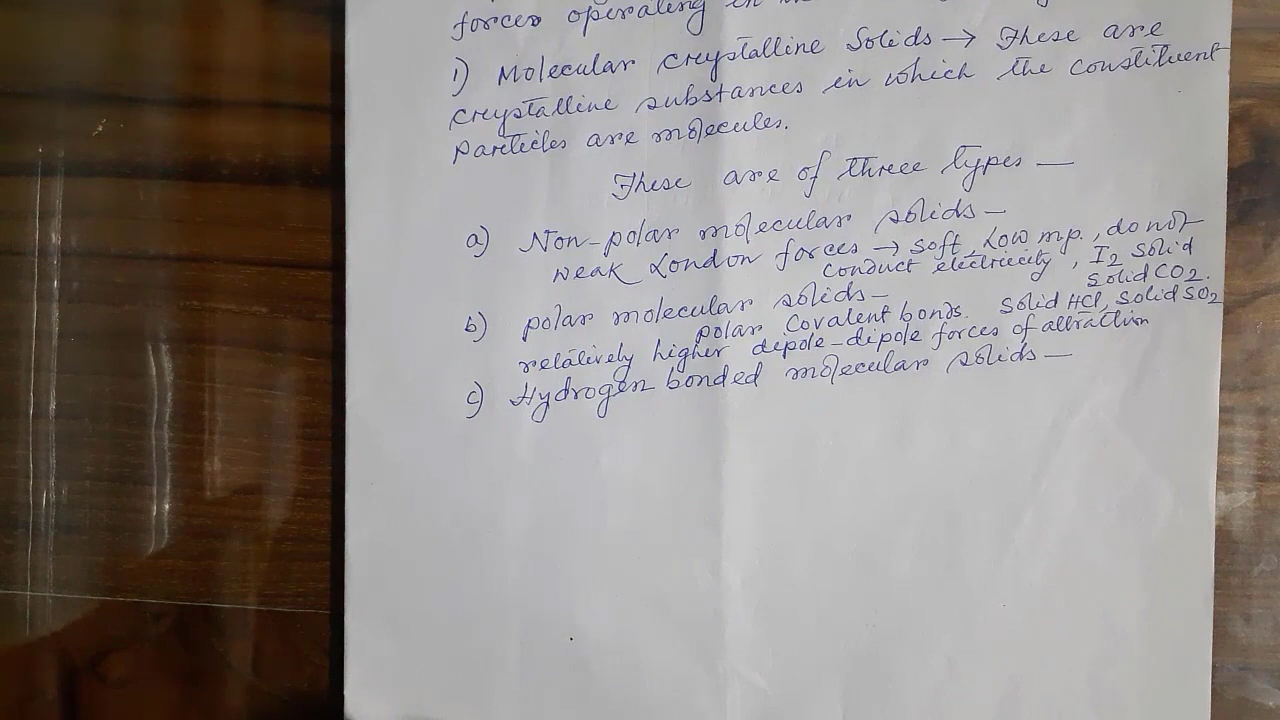 forces operating in
1) Molecular crystalline Solids → These are
crystalline substances in which the constituent
particles are molecules.
These are of three types —
a) Non-polar molecular solids —
weak London forces → soft, Low mp., do not
conduct electricity, I2 Solid
Solid CO2.
b) polar molecular solids —
polar Covalent bonds. Solid HCl, Solid SO2
relatively higher depole-dipole forces of attraction
c) Hydrogen bonded molecular solids —